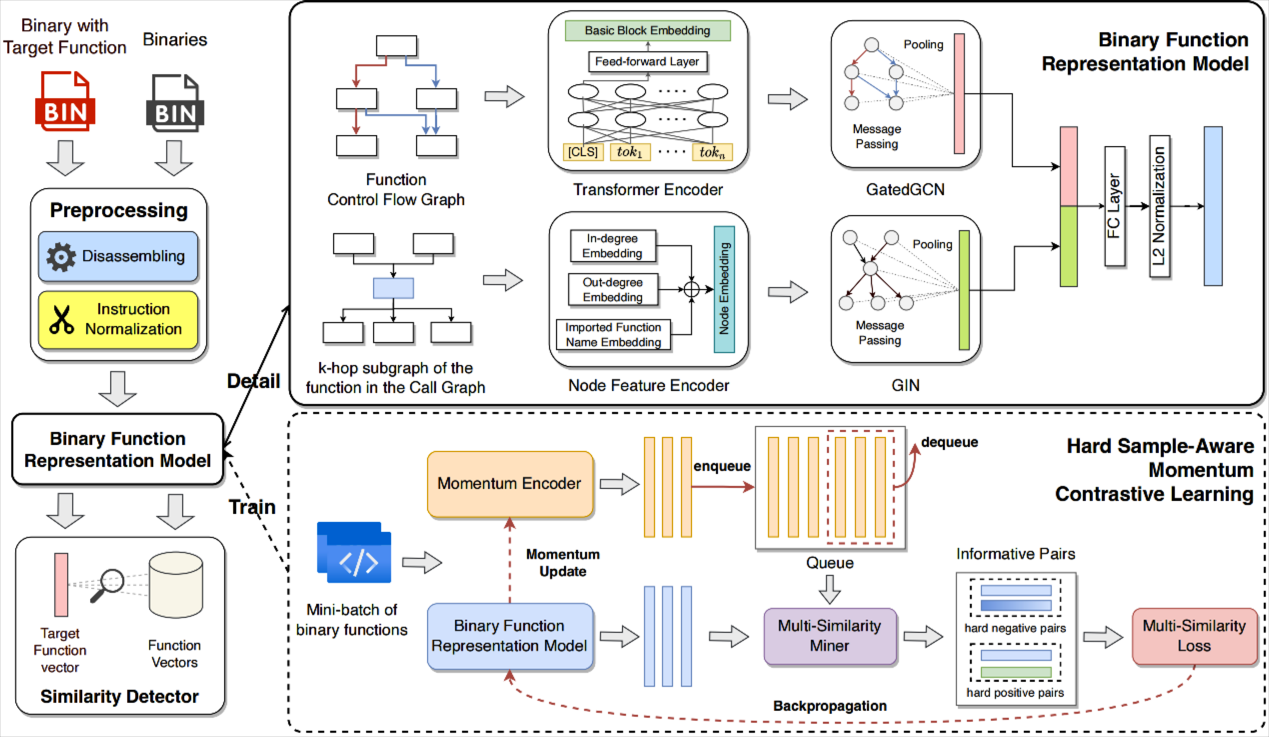 Binary with
Target Function
Binaries
BIN
BIN
Preprocessing
Disassembling
Instruction
Normalization
Detail
Binary Function
Representation Model
Train
Target
Function
vector
Function
Vectors
Similarity Detector
Binary Function
Representation Model
Function
Control Flow Graph
Basic Block Embedding
Feed-forward Layer
[CLS]
tok1
tokn
Transformer Encoder
Pooling
Message
Passing
GatedGCN
k-hop subgraph of the
function in the Call Graph
In-degree
Embedding
Out-degree
Embedding
Imported Function
Name Embedding
Node Embedding
Node Feature Encoder
Pooling
Message
Passing
GIN
FC Layer
L2 Normalization
Hard Sample-Aware
Momentum
Contrastive Learning
Mini-batch of
binary functions
Momentum Encoder
enqueue
dequeue
Queue
Momentum
Update
Binary Function
Representation Model
Multi-Similarity
Miner
Informative Pairs
hard negative pairs
hard positive pairs
Multi-Similarity
Loss
Backpropagation